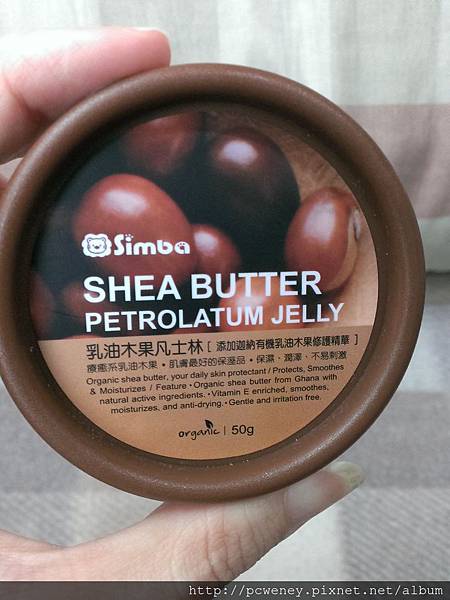 Simba
SHEA BUTTER
PETROLATUM JELLY
乳油木果凡士林[ 添加迦納有機乳油木果修護精華 ]
療癒系乳油木果・肌膚最好的保溼品・保濕、潤澤、不易刺激
Organic shea butter, your daily skin protectant / Protects, Smoothes
& Moisturizes / Feature・Organic shea butter from Ghana with
natural active ingredients.・Vitamin E enriched, smoothes,
moisturizes, and anti-drying.・Gentle and irritation free.
organic | 50g
http://pcweney.pixnet.net/album